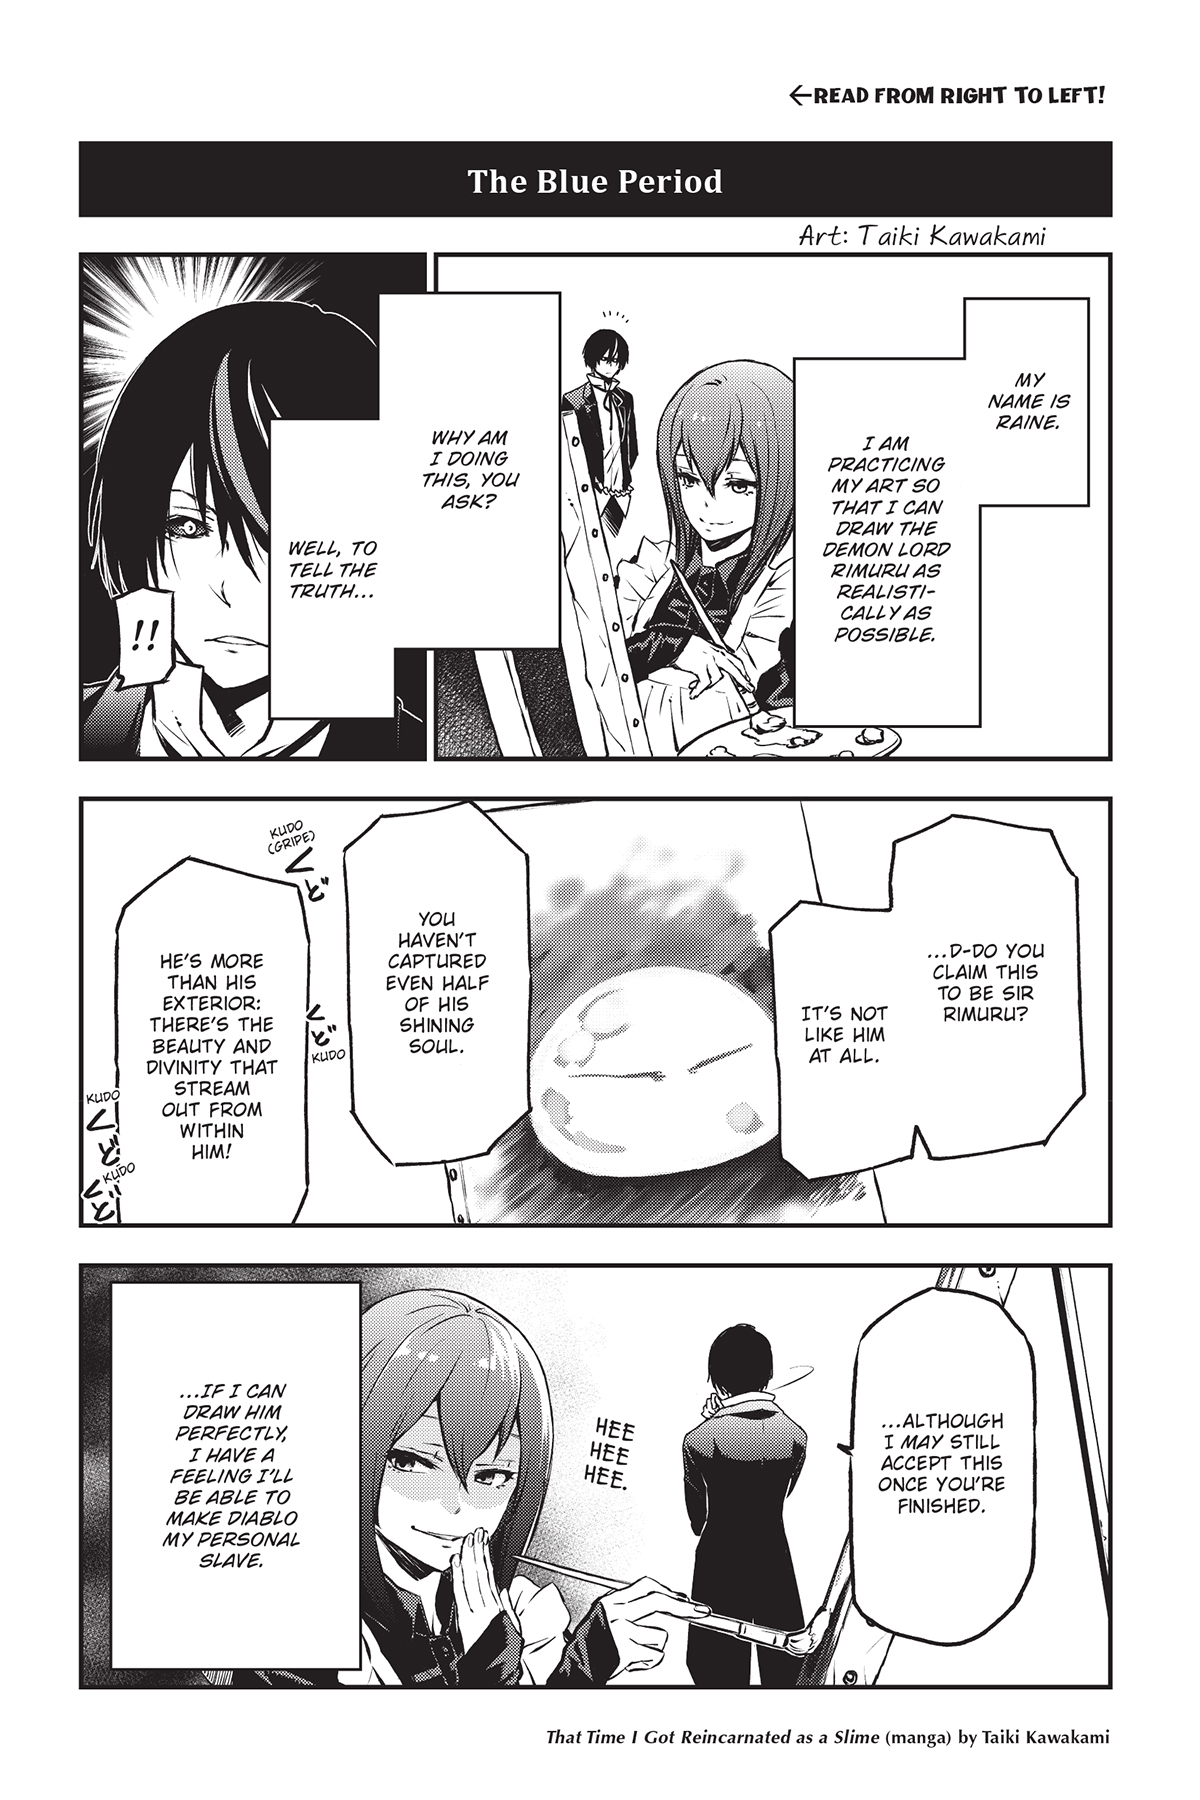 ←READ FROM RIGHT TO LEFT!
The Blue Period
Art: Taiki Kawakami
MY
NAME IS
RAINE.
I AM
PRACTICING
MY ART SO
THAT I CAN
DRAW THE
DEMON LORD
RIMURU AS
REALISTI-
CALLY AS
POSSIBLE.
WHY AM
I DOING
THIS, YOU
ASK?
WELL, TO
TELL THE
TRUTH...
!!
...D-DO YOU
CLAIM THIS
TO BE SIR
RIMURU?
IT'S NOT
LIKE HIM
AT ALL.
YOU
HAVEN'T
CAPTURED
EVEN HALF
OF HIS
SHINING
SOUL.
KUDO
(GRIPE)
くど
くど
KUDO
HE'S MORE
THAN HIS
EXTERIOR:
THERE'S THE
BEAUTY AND
DIVINITY THAT
STREAM
OUT FROM
WITHIN
HIM!
KUDO
くど
KUDO
くど
...ALTHOUGH
I MAY STILL
ACCEPT THIS
ONCE YOU'RE
FINISHED.
HEE
HEE
HEE.
...IF I CAN
DRAW HIM
PERFECTLY,
I HAVE A
FEELING I'LL
BE ABLE TO
MAKE DIABLO
MY PERSONAL
SLAVE.
That Time I Got Reincarnated as a Slime (manga) by Taiki Kawakami